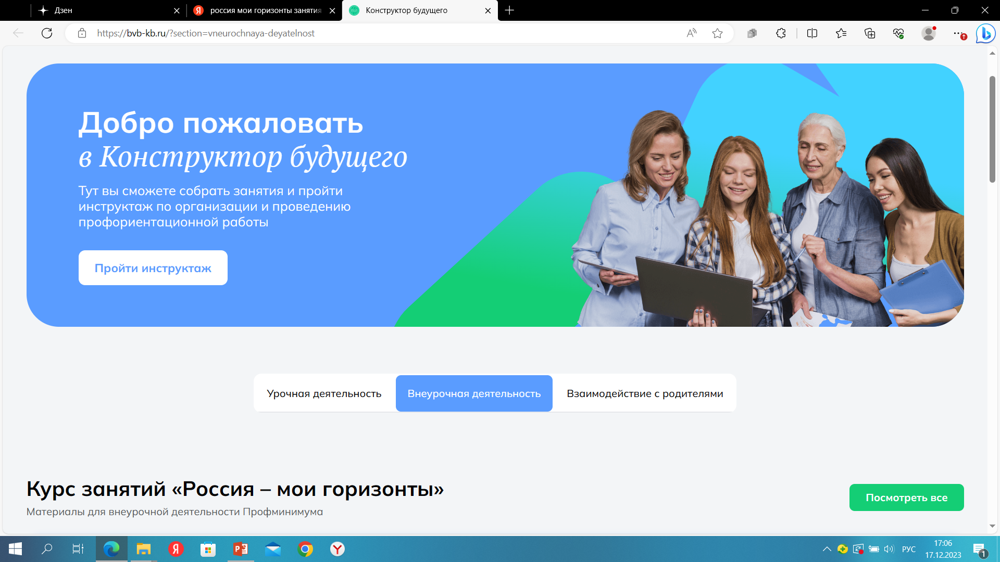 Дзен
россия мои горизонты занятия
Конструктор будущего
https://bvb-kb.ru/?section=vneurochnaya-deyatelnost
Добро пожаловать
в Конструктор будущего
Тут вы сможете собрать занятия и пройти
инструктаж по организации и проведению
профориентационной работы
Пройти инструктаж
Урочная деятельность
Внеурочная деятельность
Взаимодействие с родителями
Курс занятий «Россия – мои горизонты»
Посмотреть все
Материалы для внеурочной деятельности Профминимума
РУС
17:06
17.12.2023
1